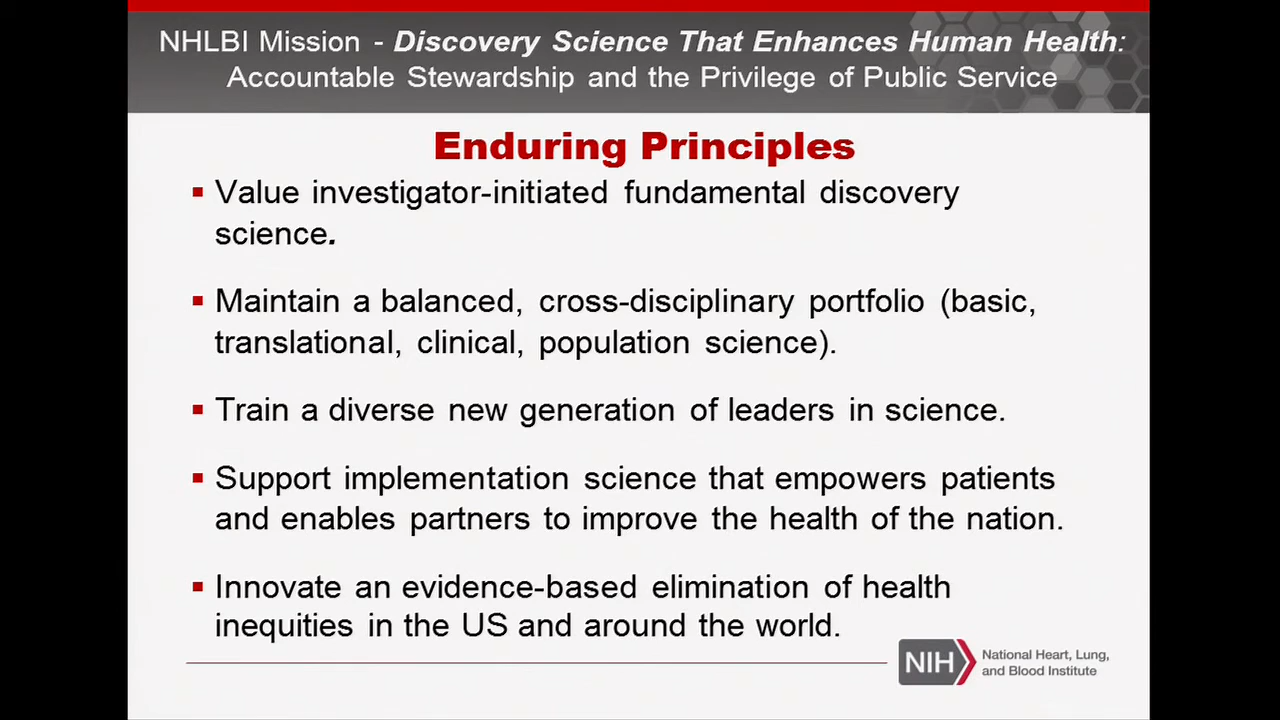 NHLBI Mission - Discovery Science That Enhances Human Health:
Accountable Stewardship and the Privilege of Public Service
Enduring Principles
▪ Value investigator-initiated fundamental discovery
science.
▪ Maintain a balanced, cross-disciplinary portfolio (basic,
translational, clinical, population science).
▪ Train a diverse new generation of leaders in science.
▪ Support implementation science that empowers patients
and enables partners to improve the health of the nation.
▪ Innovate an evidence-based elimination of health
inequities in the US and around the world.
NIH
National Heart, Lung,
and Blood Institute